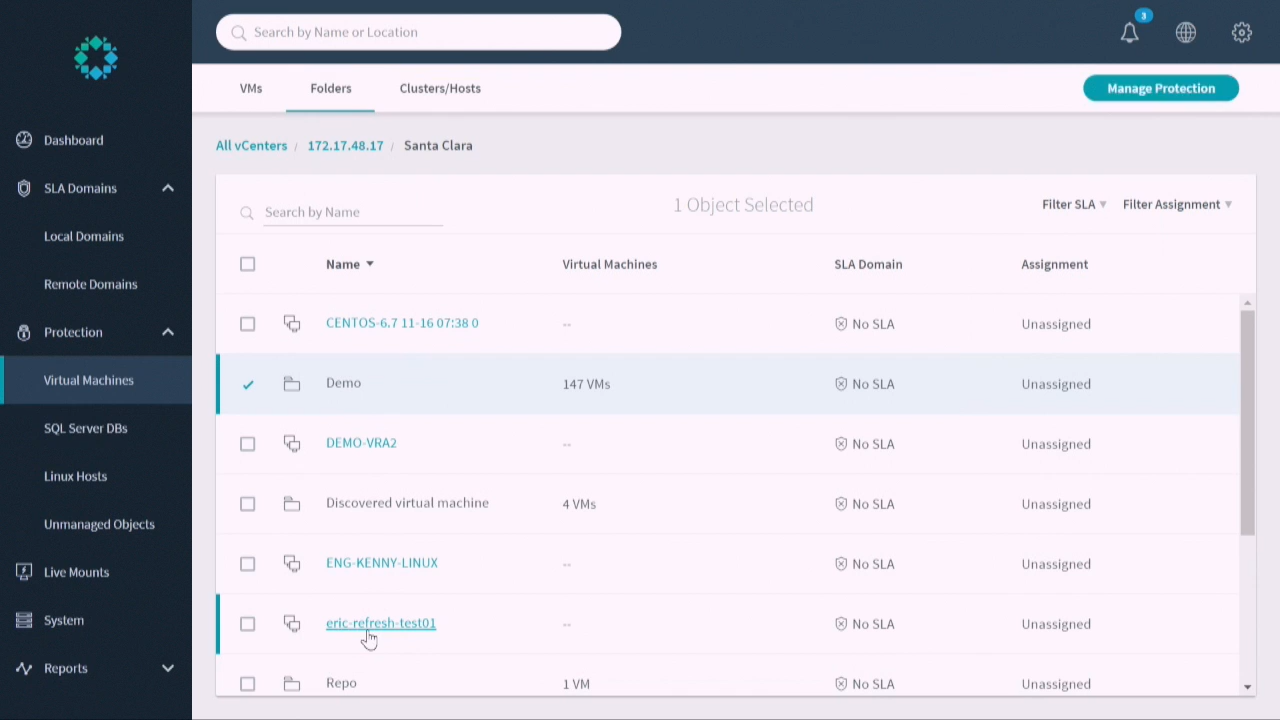 Search by Name or Location
3
VMs
Folders
Clusters/Hosts
Manage Protection
Dashboard
SLA Domains
Local Domains
Remote Domains
Protection
Virtual Machines
SQL Server DBs
Linux Hosts
Unmanaged Objects
Live Mounts
System
Reports
All vCenters / 172.17.48.17 / Santa Clara
Search by Name
1 Object Selected
Filter SLA
Filter Assignment
Name Virtual Machines SLA Domain Assignment
CENTOS-6.7 11-16 07:38 0 -- No SLA Unassigned
Demo 147 VMs No SLA Unassigned
DEMO-VRA2 -- No SLA Unassigned
Discovered virtual machine 4 VMs No SLA Unassigned
ENG-KENNY-LINUX -- No SLA Unassigned
eric-refresh-test01 -- No SLA Unassigned
Repo 1 VM No SLA Unassigned